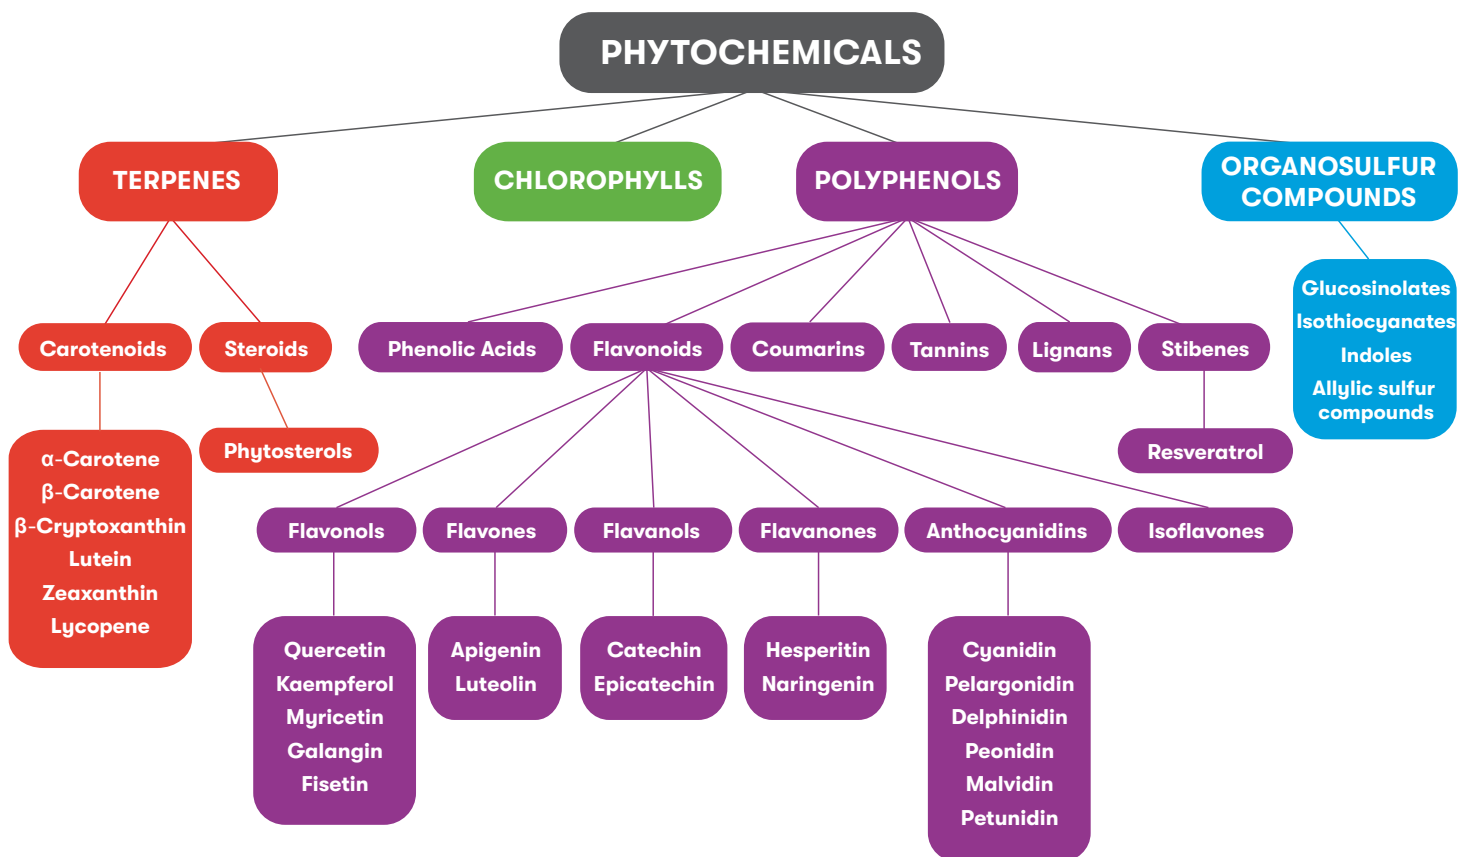 PHYTOCHEMICALS
TERPENES
CHLOROPHYLLS
POLYPHENOLS
ORGANOSULFUR
COMPOUNDS
Glucosinolates
Isothiocyanates
Indoles
Allylic sulfur
compounds
Carotenoids
Steroids
Phenolic Acids
Flavonoids
Coumarins
Tannins
Lignans
Stibenes
α-Carotene
β-Carotene
β-Cryptoxanthin
Lutein
Zeaxanthin
Lycopene
Phytosterols
Resveratrol
Flavonols
Flavones
Flavanols
Flavanones
Anthocyanidins
Isoflavones
Quercetin
Kaempferol
Myricetin
Galangin
Fisetin
Apigenin
Luteolin
Catechin
Epicatechin
Hesperitin
Naringenin
Cyanidin
Pelargonidin
Delphinidin
Peonidin
Malvidin
Petunidin